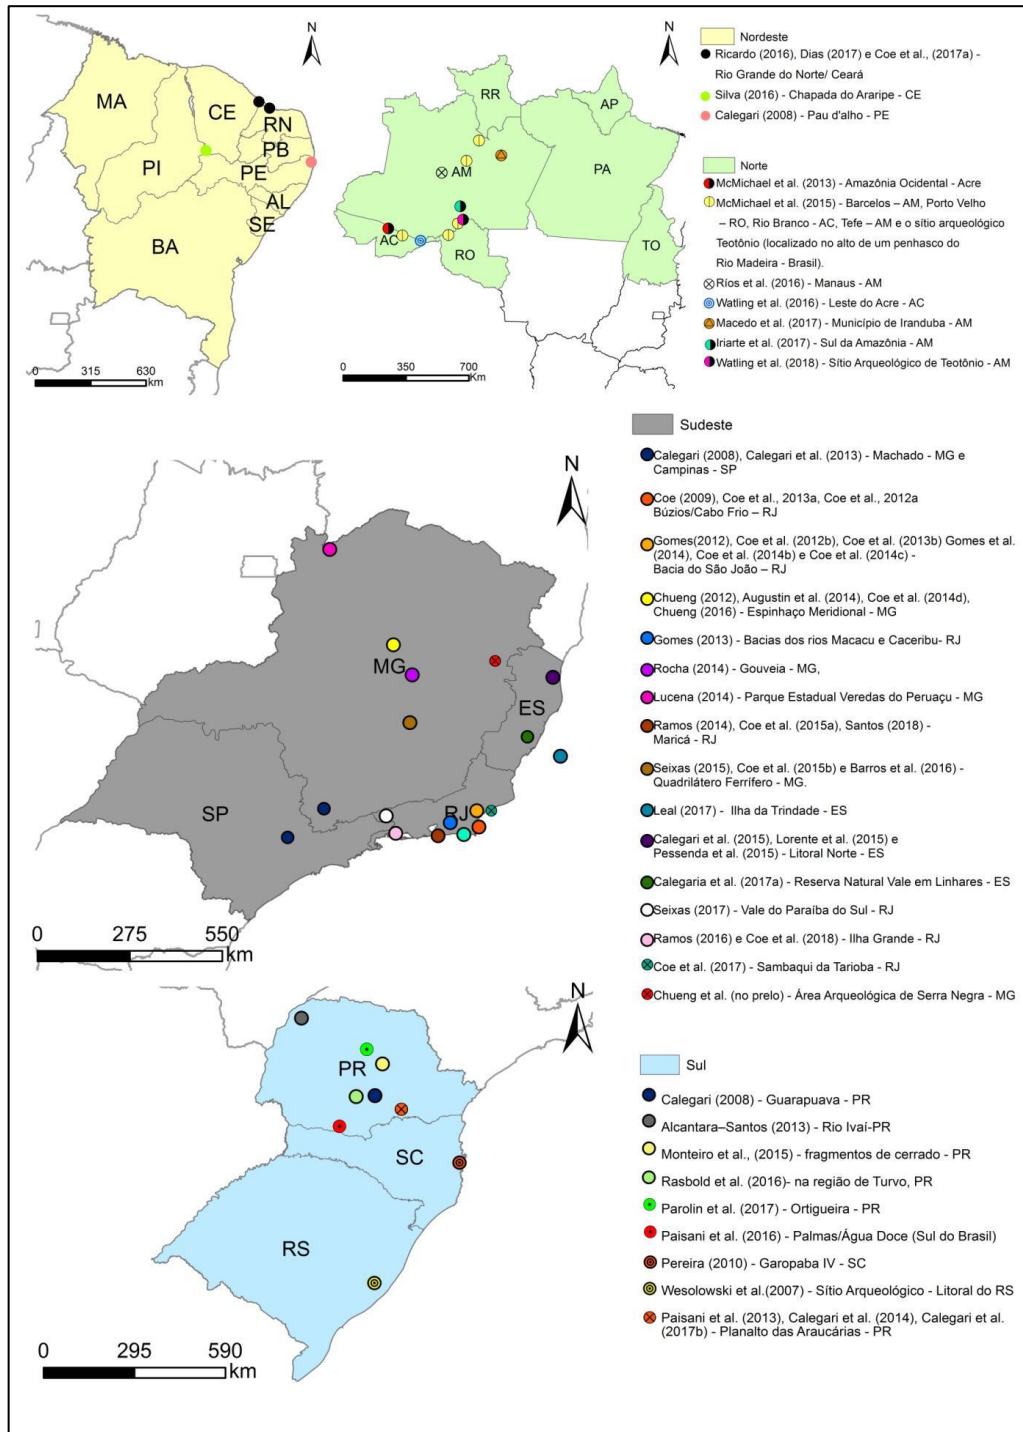 Nordeste
Ricardo (2016), Dias (2017) e Coe et al., (2017a) -
Rio Grande do Norte/ Ceará
Silva (2016) - Chapada do Araripe - CE
Calegari (2008) - Pau d'alho - PE
N
MA
CE
RN
PB
PI
PE
AL
SE
BA
0 315 630
km
N
RR
AP
AM
PA
AC
RO
TO
0 350 700
Km
Norte
McMichael et al. (2013) - Amazônia Ocidental - Acre
McMichael et al. (2015) - Barcelos – AM, Porto Velho
– RO, Rio Branco - AC, Tefe – AM e o sítio arqueológico
Teotônio (localizado no alto de um penhasco do
Rio Madeira - Brasil).
Ríos et al. (2016) - Manaus - AM
Watling et al. (2016) - Leste do Acre - AC
Macedo et al. (2017) - Município de Iranduba - AM
Iriarte et al. (2017) - Sul da Amazônia - AM
Watling et al. (2018) - Sítio Arqueológico de Teotônio - AM
N
MG
ES
SP
RJ
0 275 550
km
Sudeste
Calegari (2008), Calegari et al. (2013) - Machado - MG e
Campinas - SP
Coe (2009), Coe et al., 2013a, Coe et al., 2012a
Búzios/Cabo Frio – RJ
Gomes(2012), Coe et al. (2012b), Coe et al. (2013b) Gomes et al.
(2014), Coe et al. (2014b) e Coe et al. (2014c) -
Bacia do São João – RJ
Chueng (2012), Augustin et al. (2014), Coe et al. (2014d),
Chueng (2016) - Espinhaço Meridional - MG
Gomes (2013) - Bacias dos rios Macacu e Caceribu- RJ
Rocha (2014) - Gouveia - MG,
Lucena (2014) - Parque Estadual Veredas do Peruaçu - MG
Ramos (2014), Coe et al. (2015a), Santos (2018) -
Maricá - RJ
Seixas (2015), Coe et al. (2015b) e Barros et al. (2016) -
Quadrilátero Ferrífero - MG.
Leal (2017) - Ilha da Trindade - ES
Calegari et al. (2015), Lorente et al. (2015) e
Pessenda et al. (2015) - Litoral Norte - ES
Calegaria et al. (2017a) - Reserva Natural Vale em Linhares - ES
Seixas (2017) - Vale do Paraíba do Sul - RJ
Ramos (2016) e Coe et al. (2018) - Ilha Grande - RJ
Coe et al. (2017) - Sambaqui da Tarioba - RJ
Chueng et al. (no prelo) - Área Arqueológica de Serra Negra - MG
N
PR
SC
RS
0 295 590
km
Sul
Calegari (2008) - Guarapuava - PR
Alcantara–Santos (2013) - Rio Ivaí-PR
Monteiro et al., (2015) - fragmentos de cerrado - PR
Rasbold et al. (2016)- na região de Turvo, PR
Parolin et al. (2017) - Ortigueira - PR
Paisani et al. (2016) - Palmas/Água Doce (Sul do Brasil)
Pereira (2010) - Garopaba IV - SC
Wesolowski et al.(2007) - Sítio Arqueológico - Litoral do RS
Paisani et al. (2013), Calegari et al. (2014), Calegari et al.
(2017b) - Planalto das Araucárias - PR